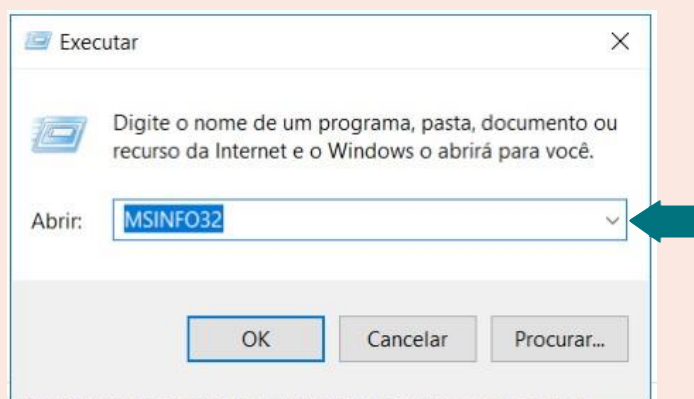 Executar
Digite o nome de um programa, pasta, documento ou
recurso da Internet e o Windows o abrirá para você.
Abrir: MSINFO32
OK Cancelar Procurar...